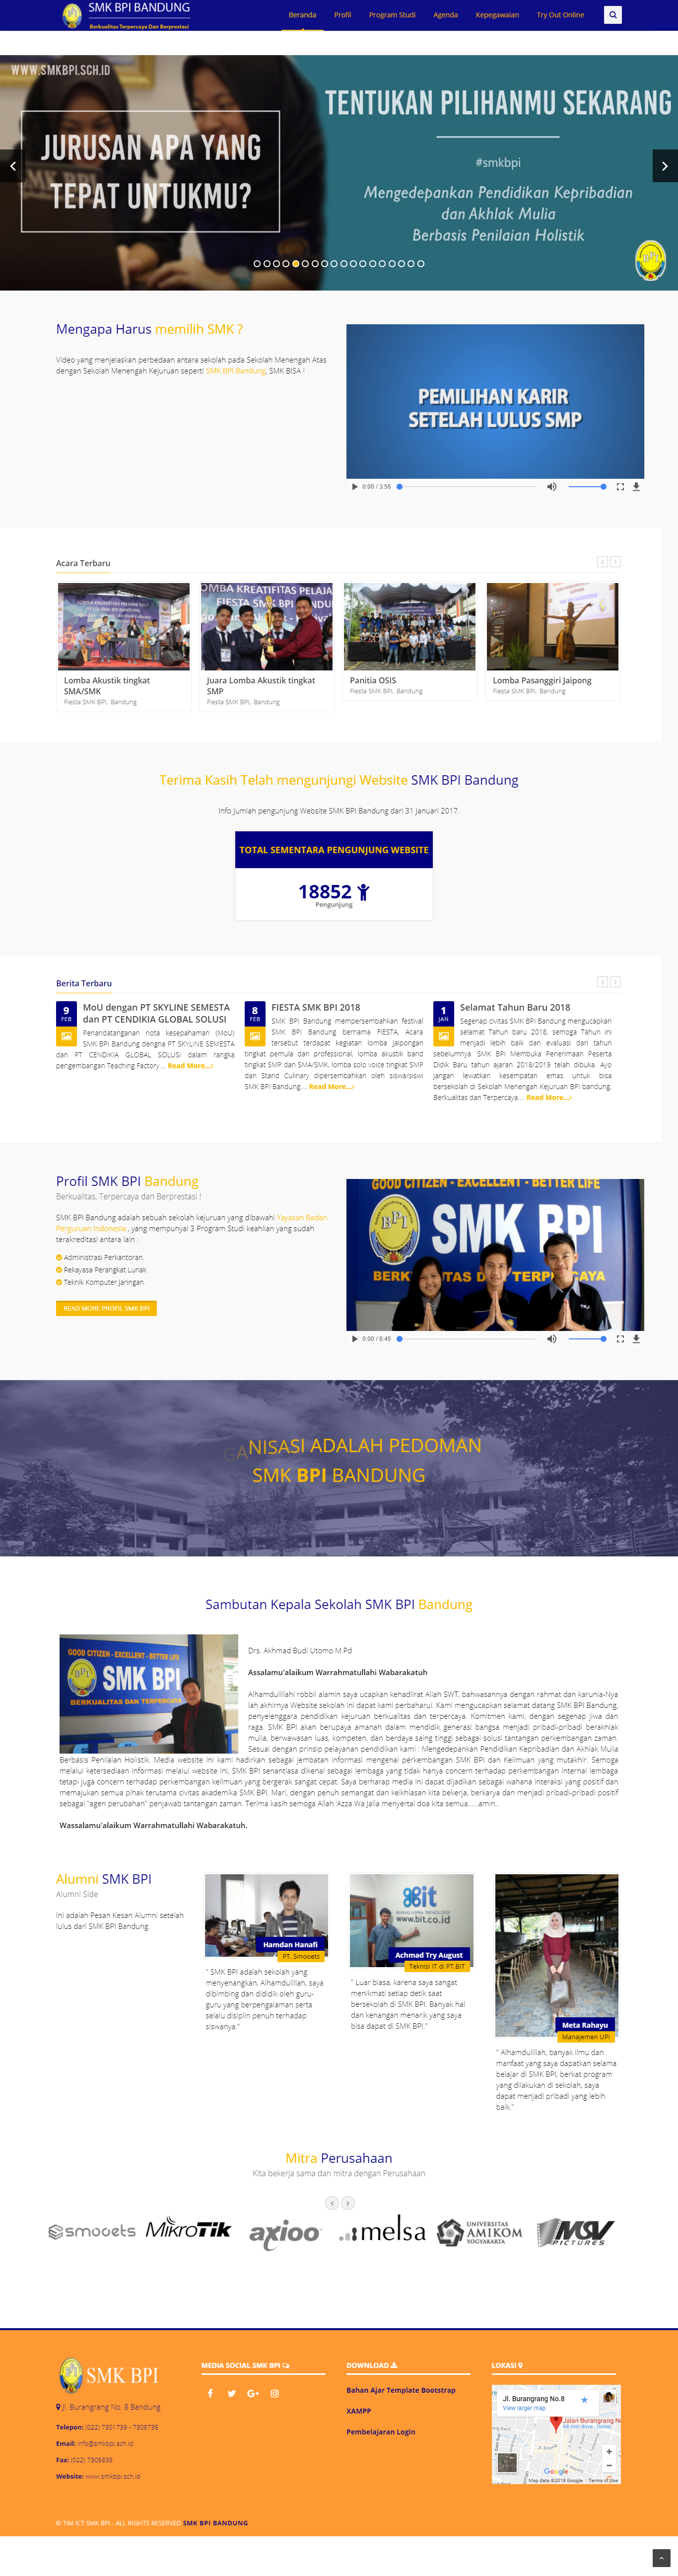 SMK BPI BANDUNG
Berkualitas Terpercaya Dan Berprestasi
Beranda
Profil
Program Studi
Agenda
Kepegawaian
Try Out Online
WWW.SMKBPI.SCH.ID
JURUSAN APA YANG
TEPAT UNTUKMU?
TENTUKAN PILIHANMU SEKARANG
#smkbpi
Mengedepankan Pendidikan Kepribadian
dan Akhlak Mulia
Berbasis Penilaian Holistik
Mengapa Harus memilih SMK ?
Video yang menjelaskan perbedaan antara sekolah pada Sekolah Menengah Atas
dengan Sekolah Menengah Kejuruan seperti SMK BPI Bandung, SMK BISA !
PEMILIHAN KARIR
SETELAH LULUS SMP
0:00 / 3:56
Acara Terbaru
Lomba Akustik tingkat
SMA/SMK
Fiesta SMK BPI, Bandung
Juara Lomba Akustik tingkat
SMP
Fiesta SMK BPI, Bandung
Panitia OSIS
Fiesta SMK BPI, Bandung
Lomba Pasanggiri Jaipong
Fiesta SMK BPI, Bandung
Terima Kasih Telah mengunjungi Website SMK BPI Bandung
Info Jumlah pengunjung Website SMK BPI Bandung dari 31 Januari 2017.
TOTAL SEMENTARA PENGUNJUNG WEBSITE
18852
Pengunjung
Berita Terbaru
9
FEB
MoU dengan PT SKYLINE SEMESTA
dan PT CENDIKIA GLOBAL SOLUSI
Penandatanganan nota kesepahaman (MoU)
SMK BPI Bandung dengna PT SKYLINE SEMESTA
dan PT CENDIKIA GLOBAL SOLUSI dalam rangka
pengembangan Teaching Factory.... Read More...
8
FEB
FIESTA SMK BPI 2018
SMK BPI Bandung mempersembahkan festival
SMK BPI Bandung bernama FIESTA, Acara
tersebut terdapat kegiatan lomba Jaipongan
tingkat pemula dan professional, lomba akustik band
tingkat SMP dan SMA/SMK, lomba solo voice tingkat SMP
dan Stand Culinary dipersembahkan oleh siswa/siswi
SMK BPI Bandung.... Read More...
1
JAN
Selamat Tahun Baru 2018
Segenap civitas SMK BPI Bandung mengucapkan
selamat tahun baru 2018, semoga Tahun ini
menjadi lebih baik dan evaluasi dari tahun
sebelumnya. SMK BPI Membuka Penerimaan Peserta
Didik Baru tahun ajaran 2018/2019 telah dibuka. Ayo
jangan lewatkan kesempatan emas untuk bisa
bersekolah di Sekolah Menengah Kejuruan BPI bandung,
Berkualitas dan Terpercaya.... Read More...
Profil SMK BPI Bandung
Berkualitas, Terpercaya dan Berprestasi !
SMK BPI Bandung adalah sebuah sekolah kejuruan yang dibawahi Yayasan Badan
Perguruan Indonesia , yang mempunyai 3 Program Studi keahlian yang sudah
terakreditasi antara lain :
Administrasi Perkantoran.
Rekayasa Perangkat Lunak.
Teknik Komputer Jaringan.
READ MORE PROFIL SMK BPI
GOOD CITIZEN - EXCELLENT - BETTER LIFE
SMK BPI
0:00 / 6:45
GANISASI ADALAH PEDOMAN
SMK BPI BANDUNG
Sambutan Kepala Sekolah SMK BPI Bandung
GOOD CITIZEN - EXCELLENT - BETTER LIFE
SMK BPI
BERKUALITAS DAN TERPERCAYA
Drs. Akhmad Budi Utomo M.Pd
Assalamu'alaikum Warrahmatullahi Wabarakatuh
Alhamdulillahi robbil alamin saya ucapkan kehadlirat Allah SWT, bahwasannya dengan rahmat dan karunia-Nya
lah akhirnya Website sekolah ini dapat kami perbaharui. Kami mengucapkan selamat datang SMK BPI Bandung,
penyelenggara pendidikan kejuruan berkualitas dan terpercaya. Komitmen kami, dengan segenap jiwa dan
raga. SMK BPI akan berupaya amanah dalam mendidik generasi bangsa menjadi pribadi-pribadi berakhlak
mulia, berwawasan luas, kompeten, dan berdaya saing tinggi sebagai solusi tantangan perkembangan zaman.
Sesuai dengan prinsip pelayanan pendidikan kami : Mengedepankan Pendidikan Kepribadian dan Akhlak Mulia
Berbasis Penilaian Holistik. Media website ini kami hadirkan sebagai jembatan informasi mengenai perkembangan SMK BPI dan Keilmuan yang mutakhir. Semoga
melalui ketersediaan informasi melalui website ini, SMK BPI senantiasa dikenal sebagai lembaga yang tidak hanya concern terhadap perkembangan internal lembaga
tetapi juga concern terhadap perkembangan keilmuan yang bergerak sangat cepat. Saya berharap media ini dapat dijadikan sebagai wahana interaksi yang positif dan
memajukan semua pihak terutama civitas akademika SMK BPI. Mari, dengan penuh semangat dan keikhlasan kita bekerja, berkarya dan menjadi pribadi-pribadi positif
sebagai "agen perubahan" penjawab tantangan zaman. Terima kasih semoga Allah 'Azza Wa Jalla menyertai doa kita semua.....amin..
Wassalamu'alaikum Warrahmatullahi Wabarakatuh.
Alumni SMK BPI
Alumni Side
Ini adalah Pesan Kesan Alumni setelah
lulus dari SMK BPI Bandung.
Hamdan Hanafi
PT. Smooets
" SMK BPI adalah sekolah yang
menyenangkan, Alhamdulillah, saya
dibimbing dan dididik oleh guru-
guru yang berpengalaman serta
selalu disiplin penuh terhadap
siswanya."
Bit
www.bit.co.id
Achmad Try August
Teknisi IT di PT.BIT
" Luar biasa, karena saya sangat
menikmati setiap detik saat
bersekolah di SMK BPI. Banyak hal
dan kenangan menarik yang saya
bisa dapat di SMK BPI."
Meta Rahayu
Manajemen UPI
" Alhamdulillah, banyak ilmu dan
manfaat yang saya dapatkan selama
belajar di SMK BPI, berkat program
yang dilakukan di sekolah, saya
dapat menjadi pribadi yang lebih
baik."
Mitra Perusahaan
Kita bekerja sama dan mitra dengan Perusahaan
smooets
MikroTik
axioo
melsa
UNIVERSITAS
AMIKOM
YOGYAKARTA
MSV
PICTURES
SMK BPI
Jl. Burangrang No. 8 Bandung
Telepon: (022) 7301739 - 7305735
Email: info@smkbpi.sch.id
Fax: (022) 7305835
Website: www.smkbpi.sch.id
MEDIA SOCIAL SMK BPI
DOWNLOAD
Bahan Ajar Template Bootstrap
XAMPP
Pembelajaran Login
LOKASI
Jl. Burangrang No.8
View larger map
Jalan Burangrang No
Google
Map data ©2018 Google
Terms of Use
© TIM ICT SMK BPI - ALL RIGHTS RESERVED SMK BPI BANDUNG